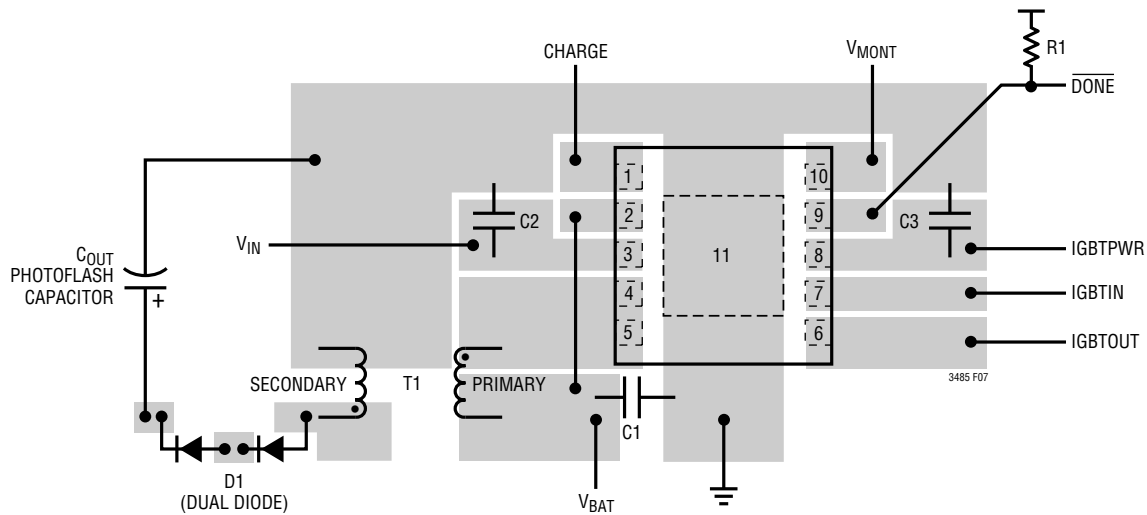 CHARGE
VMONT
R1
DONE
1
10
2
9
C2
C3
VIN
COUT
PHOTOFLASH
CAPACITOR
+
3
11
8
IGBTPWR
4
7
IGBTIN
5
6
IGBTOUT
SECONDARY
T1
PRIMARY
3485 F07
C1
D1
(DUAL DIODE)
VBAT